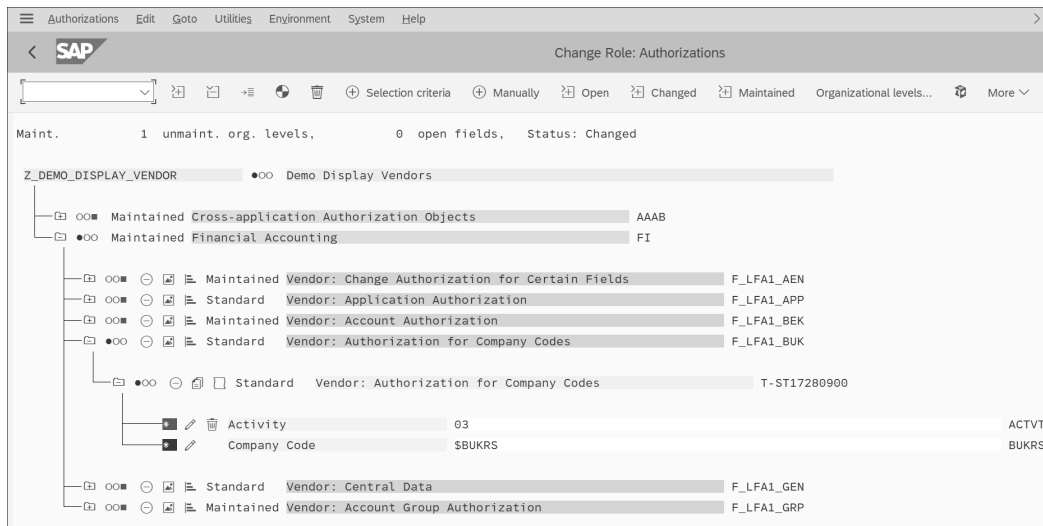 Authorizations Edit Goto Utilities Environment System Help
SAP Change Role: Authorizations
Selection criteria Manually Open Changed Maintained Organizational levels... More
Maint. 1 unmaint. org. levels, 0 open fields, Status: Changed
Z_DEMO_DISPLAY_VENDOR Demo Display Vendors
Maintained Cross-application Authorization Objects AAAB
Maintained Financial Accounting FI
Maintained Vendor: Change Authorization for Certain Fields F_LFA1_AEN
Standard Vendor: Application Authorization F_LFA1_APP
Maintained Vendor: Account Authorization F_LFA1_BEK
Standard Vendor: Authorization for Company Codes F_LFA1_BUK
Standard Vendor: Authorization for Company Codes T-ST17280900
Activity 03 ACTVT
Company Code $BUKRS BUKRS
Standard Vendor: Central Data F_LFA1_GEN
Maintained Vendor: Account Group Authorization F_LFA1_GRP